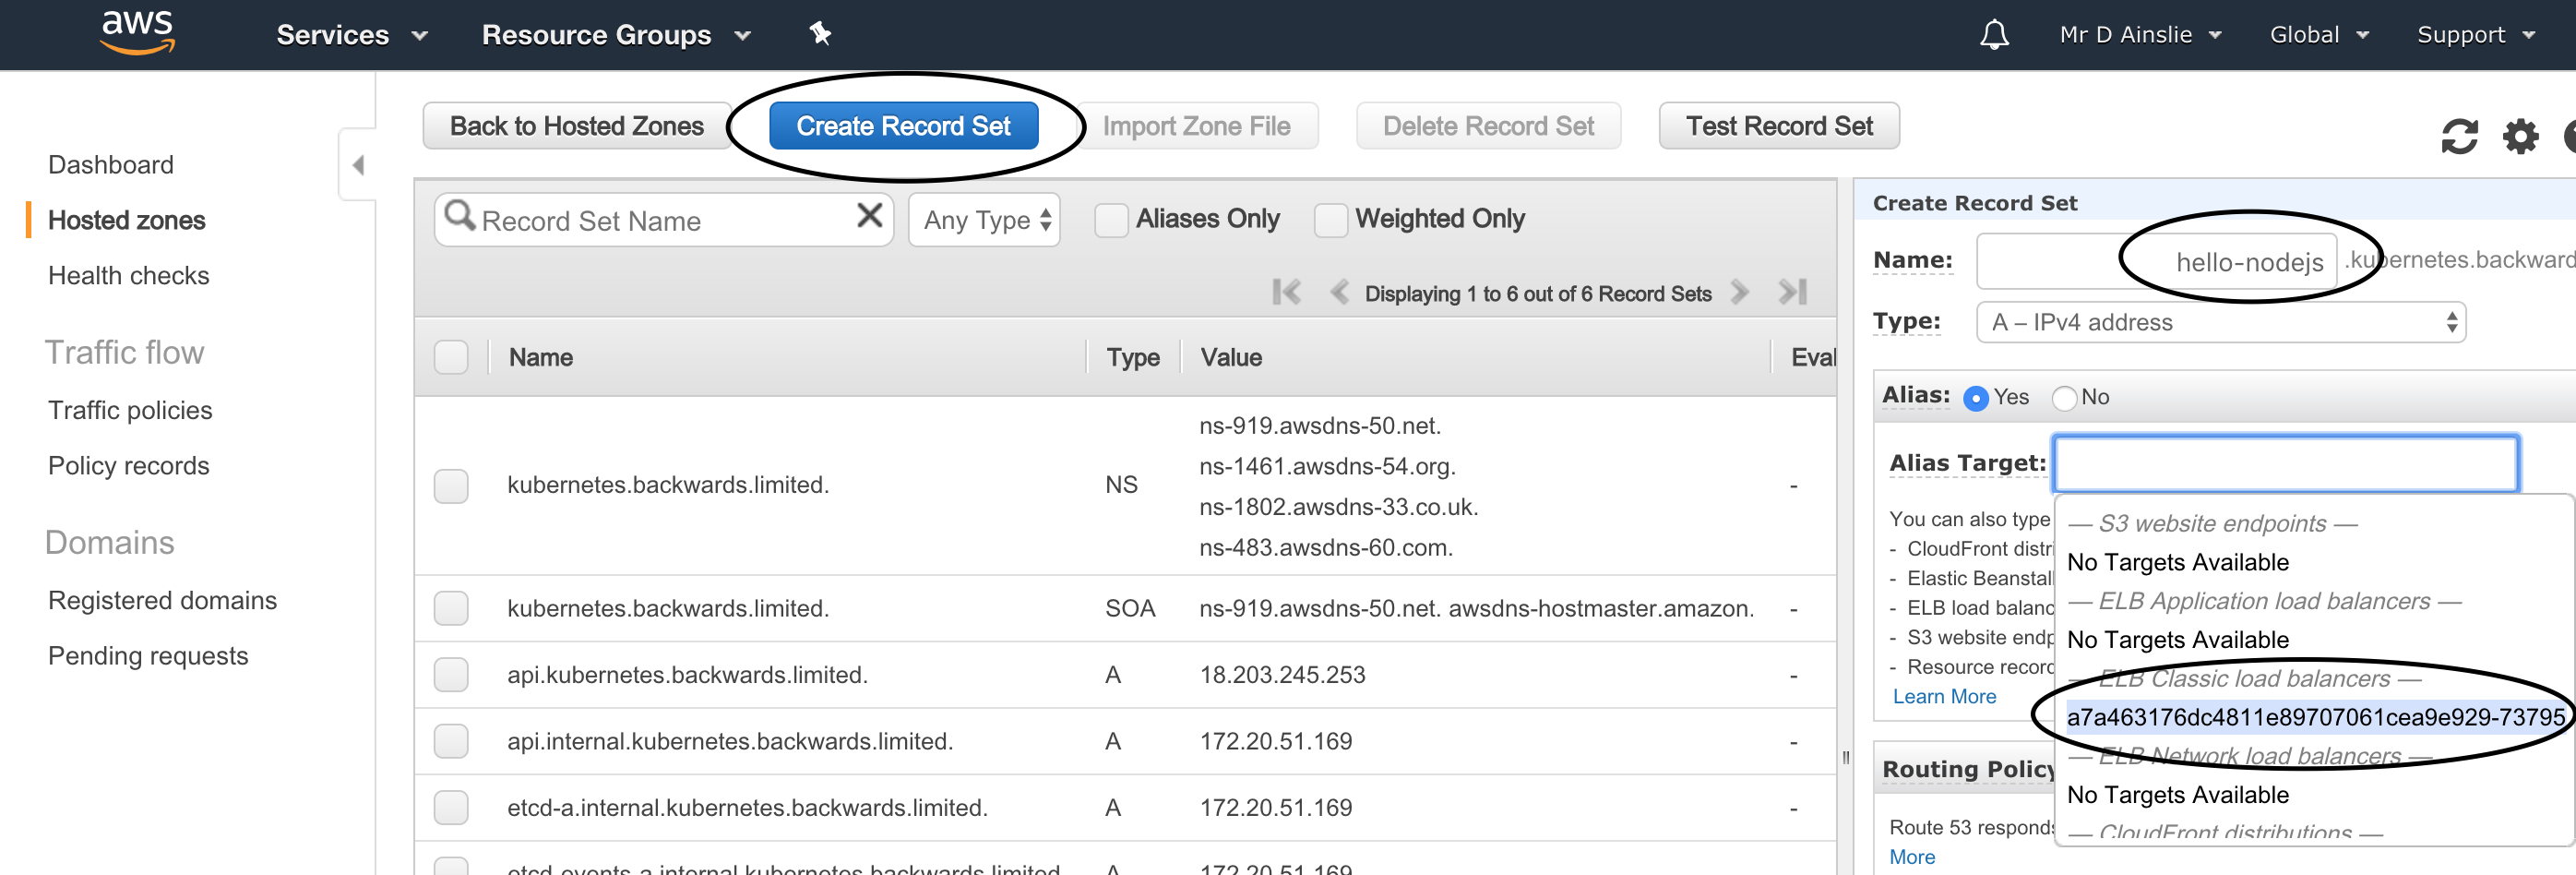 aws Services Resource Groups Mr D Ainslie Global Support
Back to Hosted Zones Create Record Set Import Zone File Delete Record Set Test Record Set
Dashboard
Hosted zones
Health checks
Traffic flow
Traffic policies
Policy records
Domains
Registered domains
Pending requests
Record Set Name Any Type Aliases Only Weighted Only
Displaying 1 to 6 out of 6 Record Sets
Name Type Value Eval
kubernetes.backwards.limited. NS
ns-919.awsdns-50.net.
ns-1461.awsdns-54.org.
ns-1802.awsdns-33.co.uk.
ns-483.awsdns-60.com.
-
kubernetes.backwards.limited. SOA ns-919.awsdns-50.net. awsdns-hostmaster.amazon. -
api.kubernetes.backwards.limited. A 18.203.245.253 -
api.internal.kubernetes.backwards.limited. A 172.20.51.169 -
etcd-a.internal.kubernetes.backwards.limited. A 172.20.51.169 -
etcd-events-a.internal.kubernetes.backwards.limited A 172.20.51.169
Create Record Set
Name: hello-nodejs .kubernetes.backward
Type: A – IPv4 address
Alias: Yes No
Alias Target:
You can also type
- CloudFront distri
- Elastic Beanstal
- ELB load balanc
- S3 website endp
- Resource record
Learn More
— S3 website endpoints —
No Targets Available
— ELB Application load balancers —
No Targets Available
— ELB Classic load balancers —
a7a463176dc4811e89707061cea9e929-73795
— ELB Network load balancers —
No Targets Available
— CloudFront distributions —
Routing Policy
Route 53 responds
More